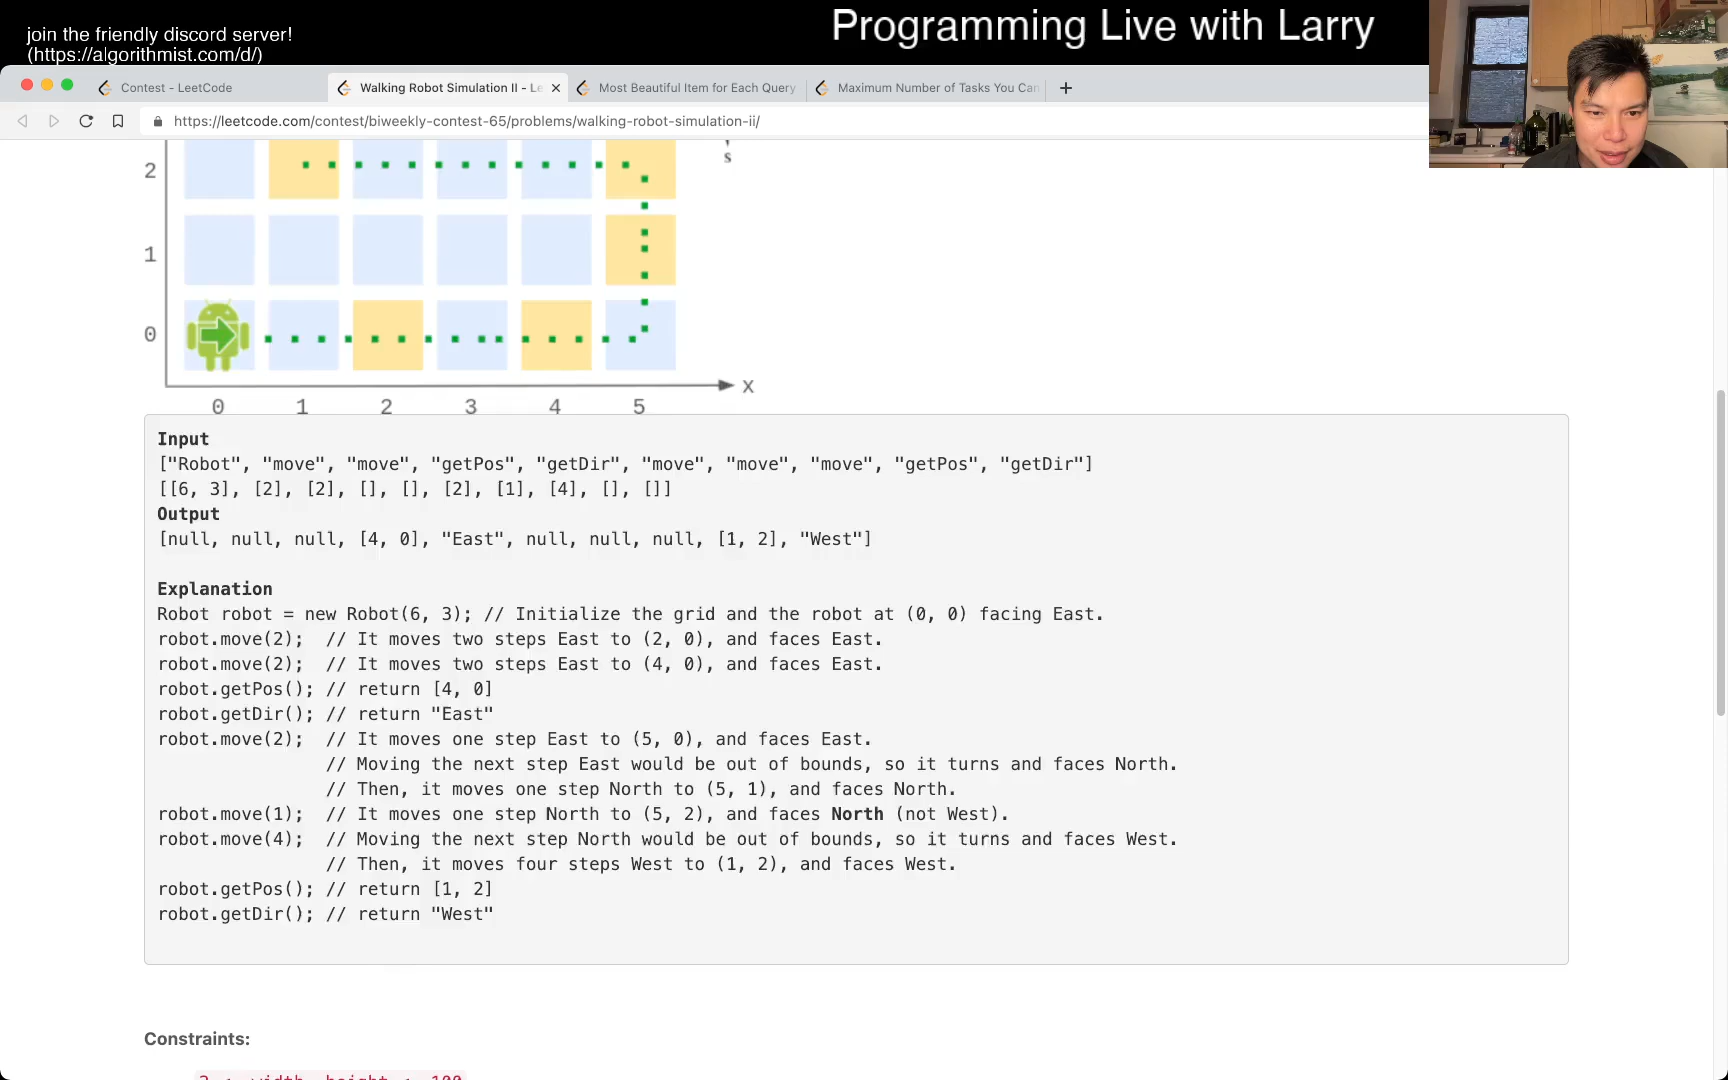 join the friendly discord server!
(https://algorithmist.com/d/)
Programming Live with Larry
Contest - LeetCode
Walking Robot Simulation II - Le
Most Beautiful Item for Each Query
Maximum Number of Tasks You Can
https://leetcode.com/contest/biweekly-contest-65/problems/walking-robot-simulation-ii/
s
2
1
0
x
0 1 2 3 4 5
Input
["Robot", "move", "move", "getPos", "getDir", "move", "move", "move", "getPos", "getDir"]
[[6, 3], [2], [2], [], [], [2], [1], [4], [], []]
Output
[null, null, null, [4, 0], "East", null, null, null, [1, 2], "West"]
Explanation
Robot robot = new Robot(6, 3); // Initialize the grid and the robot at (0, 0) facing East.
robot.move(2);  // It moves two steps East to (2, 0), and faces East.
robot.move(2);  // It moves two steps East to (4, 0), and faces East.
robot.getPos(); // return [4, 0]
robot.getDir(); // return "East"
robot.move(2);  // It moves one step East to (5, 0), and faces East.
// Moving the next step East would be out of bounds, so it turns and faces North.
// Then, it moves one step North to (5, 1), and faces North.
robot.move(1);  // It moves one step North to (5, 2), and faces North (not West).
robot.move(4);  // Moving the next step North would be out of bounds, so it turns and faces West.
// Then, it moves four steps West to (1, 2), and faces West.
robot.getPos(); // return [1, 2]
robot.getDir(); // return "West"
Constraints: